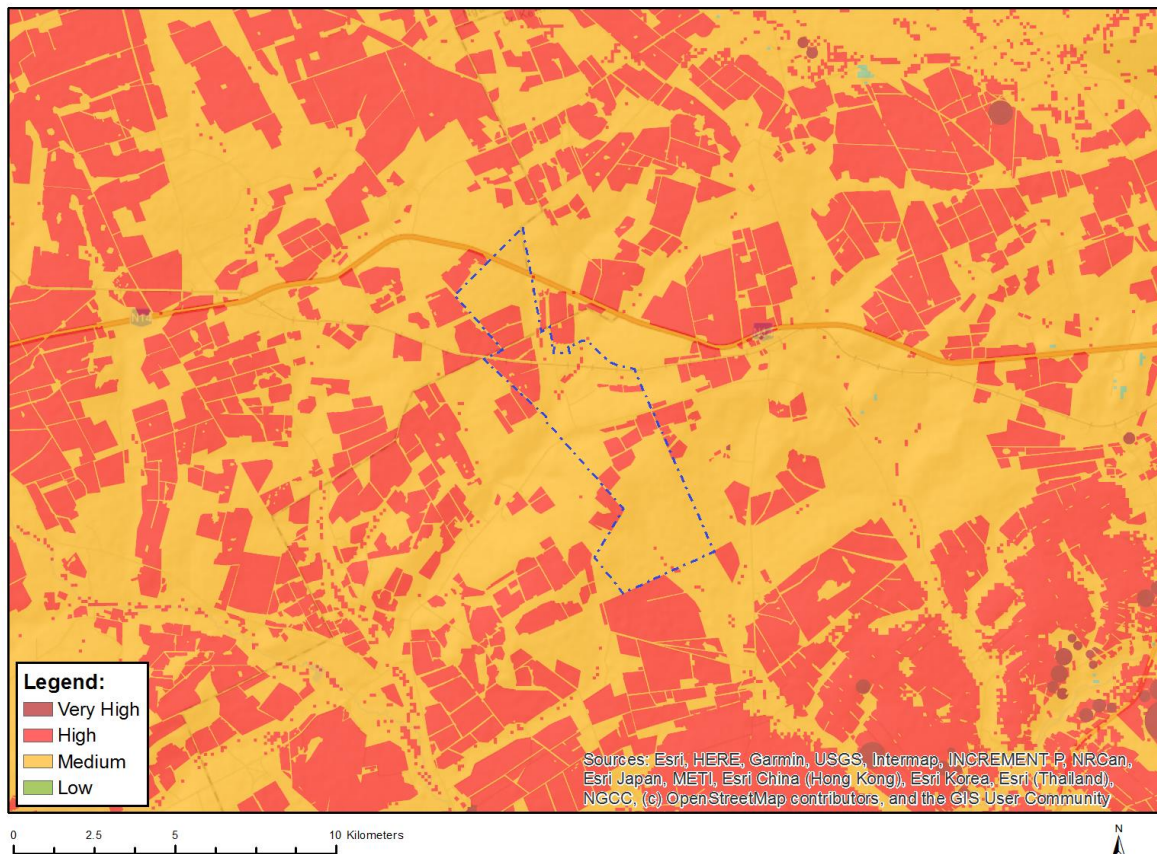 N14
Legend:
Very High
High
Medium
Low
Sources: Esri, HERE, Garmin, USGS, Intermap, INCREMENT P, NRCan,
Esri Japan, METI, Esri China (Hong Kong), Esri Korea, Esri (Thailand),
NGCC, (c) OpenStreetMap contributors, and the GIS User Community
0 2.5 5 10 Kilometers
N